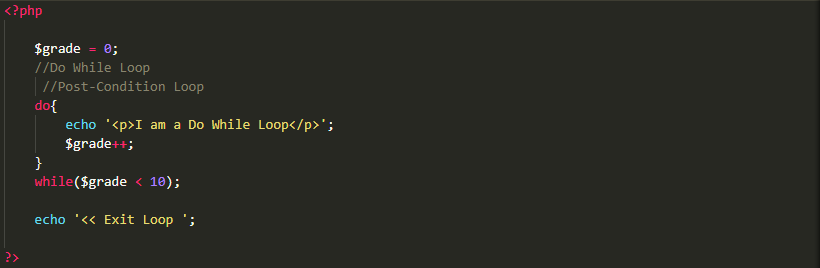 <?php
$grade = 0;
//Do While Loop
//Post-Condition Loop
do{
echo '<p>I am a Do While Loop</p>';
$grade++;
}
while($grade < 10);
echo '<< Exit Loop ';
?>